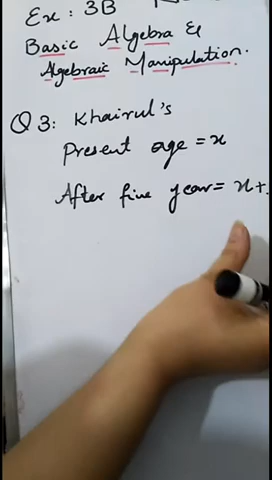 Ex: 3B
Basic Algebra &
Algebraic Manipulation.
Q 3: Khairul's
Present age = x
After five year = x+